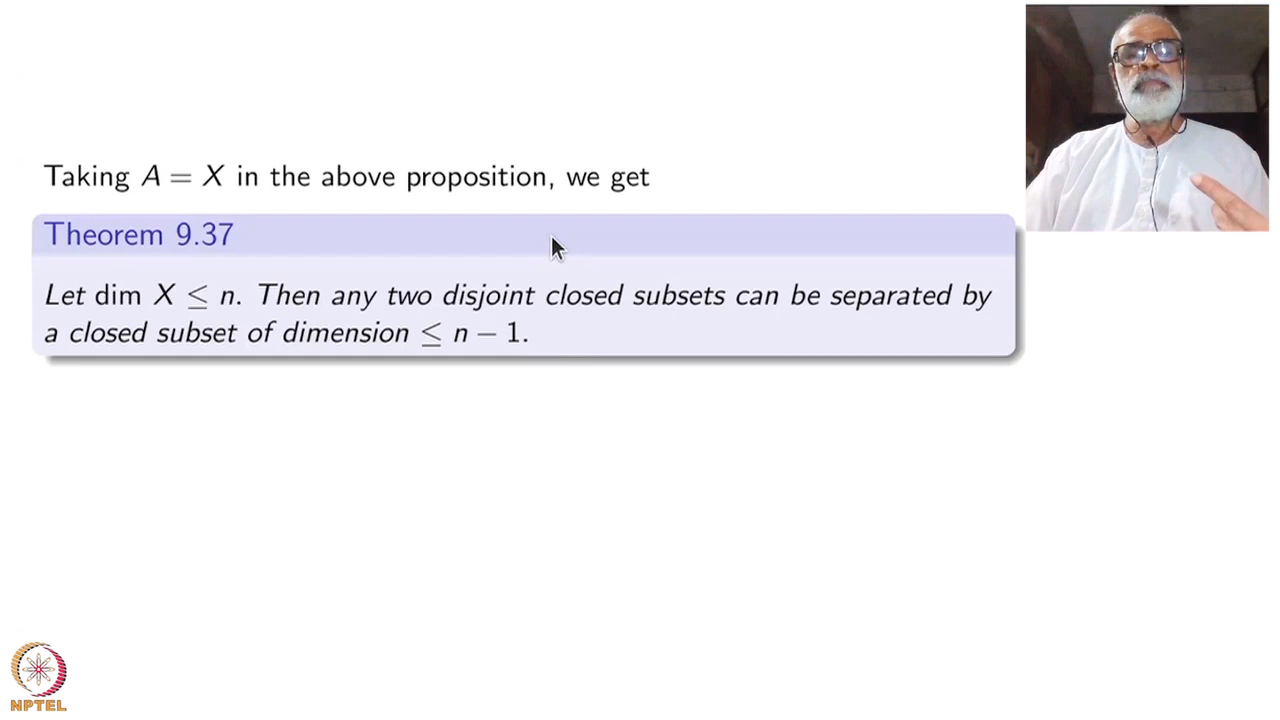 Taking A = X in the above proposition, we get
Theorem 9.37
Let dim X ≤ n. Then any two disjoint closed subsets can be separated by
a closed subset of dimension ≤ n − 1.
NPTEL